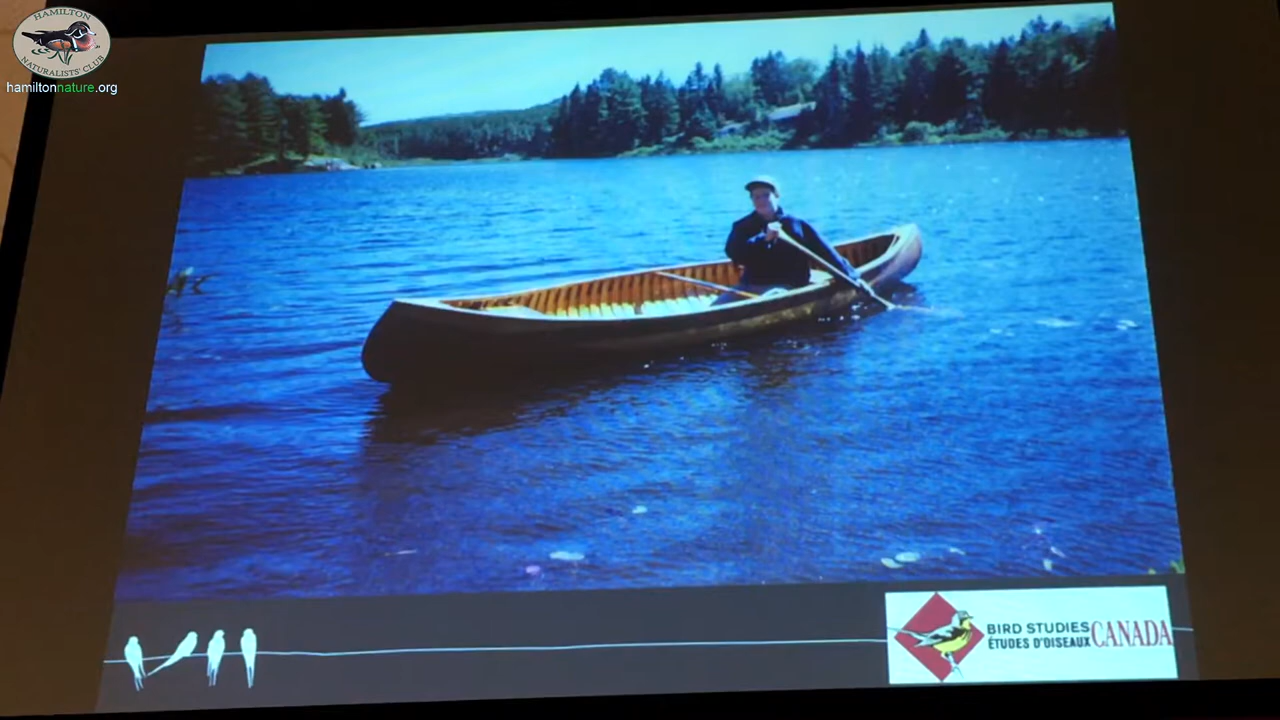 HAMILTON
NATURALISTS' CLUB
hamiltonnature.org
BIRD STUDIES
ÉTUDES D'OISEAUX
CANADA